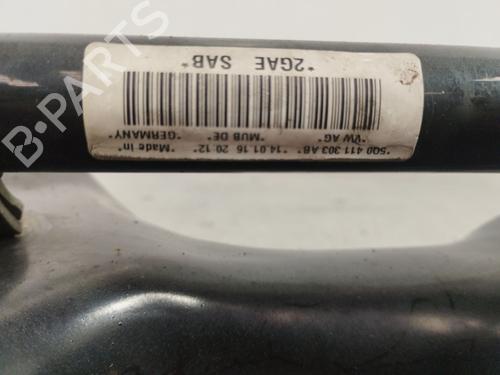 *5Q0 411 303 AB* *14 01 16 20 12* *Made in*
*VW AG* *MUB DE* *GERMANY*
*2GAE SAB*
B-PARTS